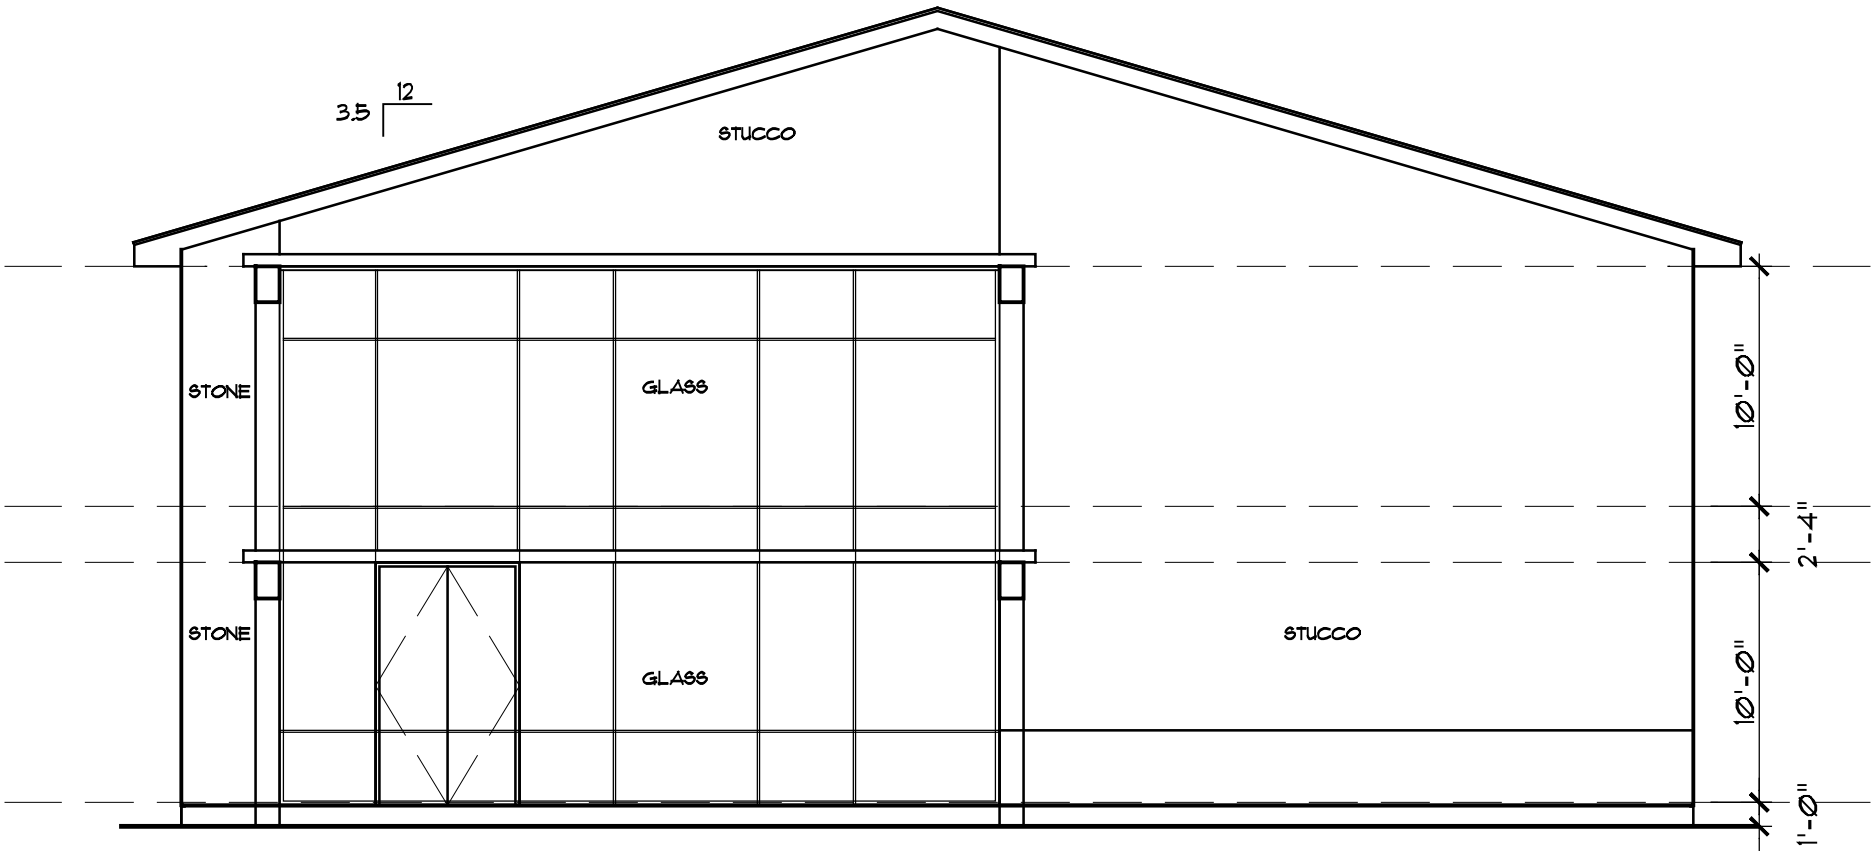 12
3.5
STUCCO
10'-0"
STONE
GLASS
2'-4"
STONE
STUCCO
GLASS
10'-0"
1'-0"